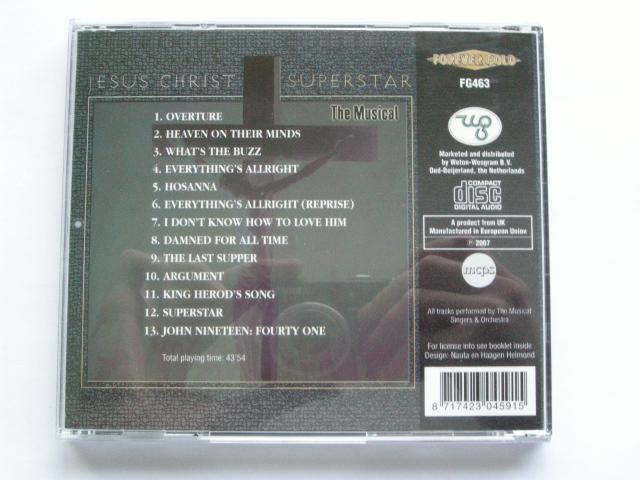 JESUS CHRIST SUPERSTAR
The Musical
1. OVERTURE
2. HEAVEN ON THEIR MINDS
3. WHAT'S THE BUZZ
4. EVERYTHING'S ALLRIGHT
5. HOSANNA
6. EVERYTHING'S ALLRIGHT (REPRISE)
7. I DON'T KNOW HOW TO LOVE HIM
8. DAMNED FOR ALL TIME
9. THE LAST SUPPER
10. ARGUMENT
11. KING HEROD'S SONG
12. SUPERSTAR
13. JOHN NINETEEN: FOURTY ONE
Total playing time: 43'54
FOREVER GOLD
FG463
Marketed and distributed
by Weton-Wesgram B.V.
Oud-Beijerland, the Netherlands
COMPACT
disc
DIGITAL AUDIO
A product from UK
Manufactured in European Union
℗ 2007
mcps
All tracks performed by The Musical
Singers & Orchestra
For license info see booklet inside
Design: Nauta en Haagen Helmond
8 717423 045915